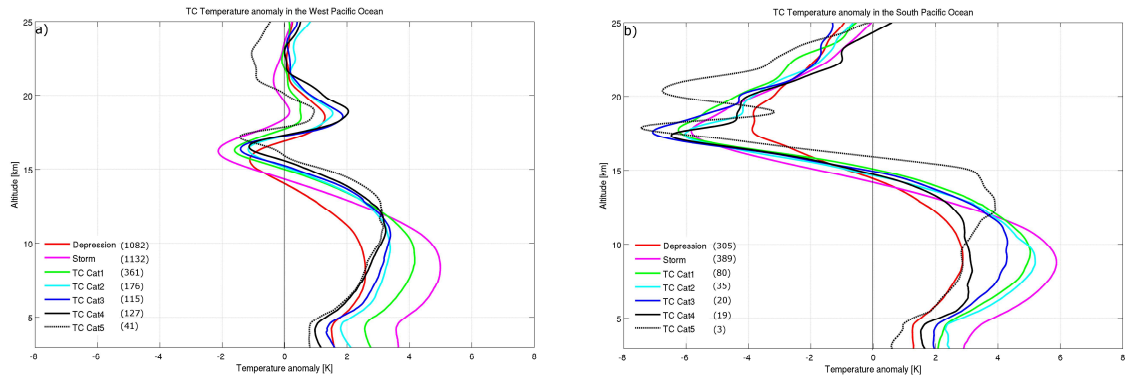 TC Temperature anomaly in the West Pacific Ocean
a)
25
20
15
10
5
Altitude [km]
Depression (1082)
Storm (1132)
TC Cat1 (361)
TC Cat2 (176)
TC Cat3 (115)
TC Cat4 (127)
TC Cat5 (41)
-8 -6 -4 -2 0 2 4 6 8
Temperature anomaly [K]
TC Temperature anomaly in the South Pacific Ocean
b)
25
20
15
10
5
Altitude [km]
Depression (305)
Storm (389)
TC Cat1 (80)
TC Cat2 (35)
TC Cat3 (20)
TC Cat4 (19)
TC Cat5 (3)
-8 -6 -4 -2 0 2 4 6 8
Temperature anomaly [K]